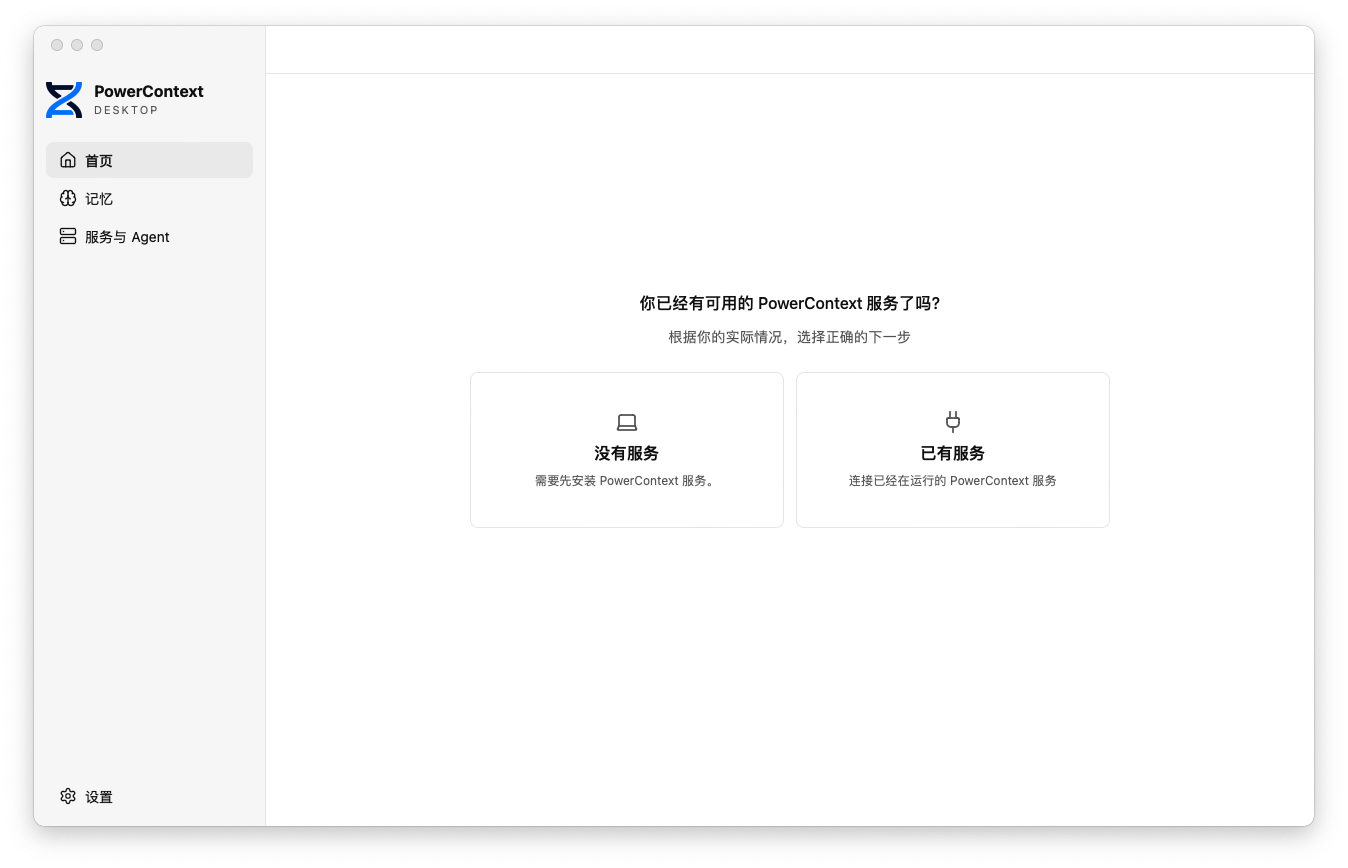 PowerContext
DESKTOP
首页
记忆
服务与 Agent
设置
你已经有可用的 PowerContext 服务了吗?
根据你的实际情况，选择正确的下一步
没有服务
需要先安装 PowerContext 服务。
已有服务
连接已经在运行的 PowerContext 服务